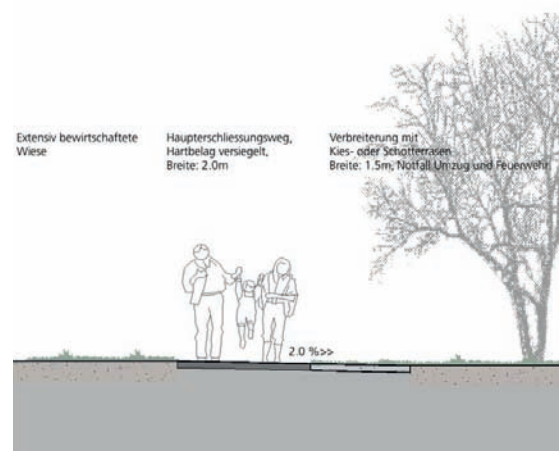 Extensiv bewirtschaftete
Wiese
Haupterschliessungsweg,
Hartbelag versiegelt,
Breite: 2.0m
Verbreiterung mit
Kies- oder Schotterrasen
Breite: 1.5m, Notfall Umzug und Feuerwehr
2.0 %>>